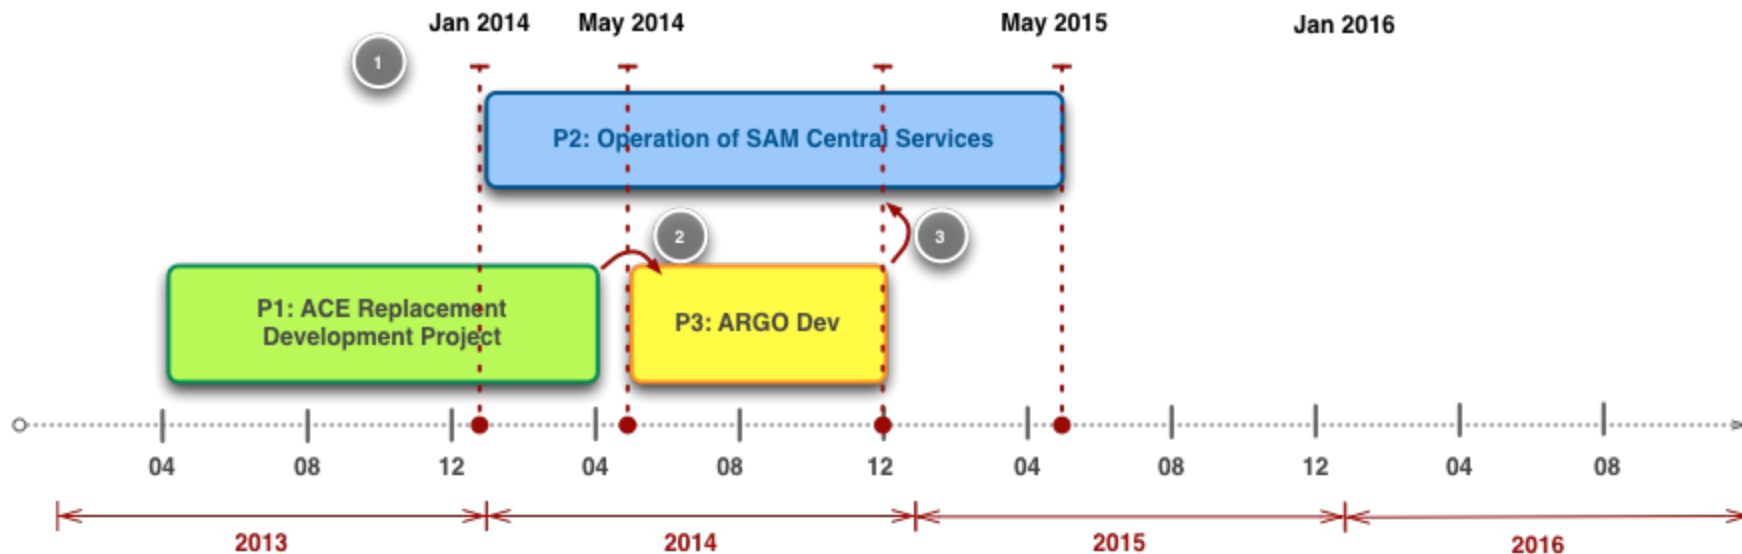 Jan 2014 May 2014 May 2015 Jan 2016
1
P2: Operation of SAM Central Services
2 3
P1: ACE Replacement
Development Project
P3: ARGO Dev
04 08 12 04 08 12 04 08 12 04 08
2013 2014 2015 2016